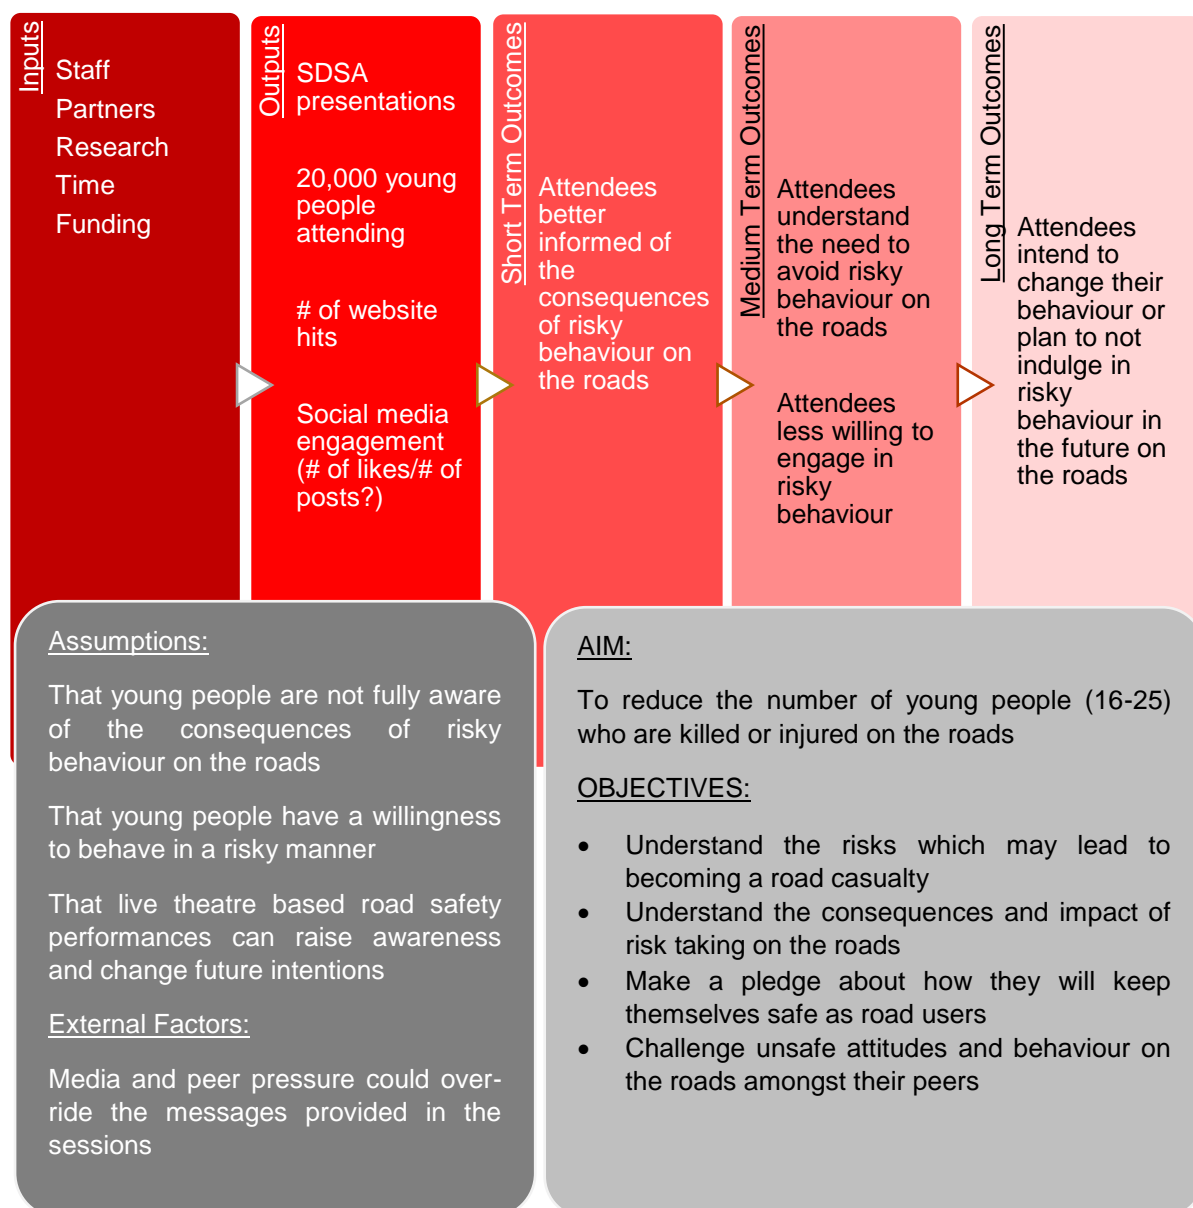 Inputs
Staff
Partners
Research
Time
Funding
Outputs
SDSA
presentations
20,000 young
people
attending
# of website
hits
Social media
engagement
(# of likes/# of
posts?)
Short Term Outcomes
Attendees
better
informed of
the
consequences
of risky
behaviour on
the roads
Medium Term Outcomes
Attendees
understand
the need to
avoid risky
behaviour on
the roads
Attendees
less willing to
engage in
risky
behaviour
Long Term Outcomes
Attendees
intend to
change their
behaviour or
plan to not
indulge in
risky
behaviour in
the future on
the roads
Assumptions:
That young people are not fully aware
of the consequences of risky
behaviour on the roads
That young people have a willingness
to behave in a risky manner
That live theatre based road safety
performances can raise awareness
and change future intentions
External Factors:
Media and peer pressure could over-
ride the messages provided in the
sessions
AIM:
To reduce the number of young people (16-25)
who are killed or injured on the roads
OBJECTIVES:
• Understand the risks which may lead to
becoming a road casualty
• Understand the consequences and impact of
risk taking on the roads
• Make a pledge about how they will keep
themselves safe as road users
• Challenge unsafe attitudes and behaviour on
the roads amongst their peers